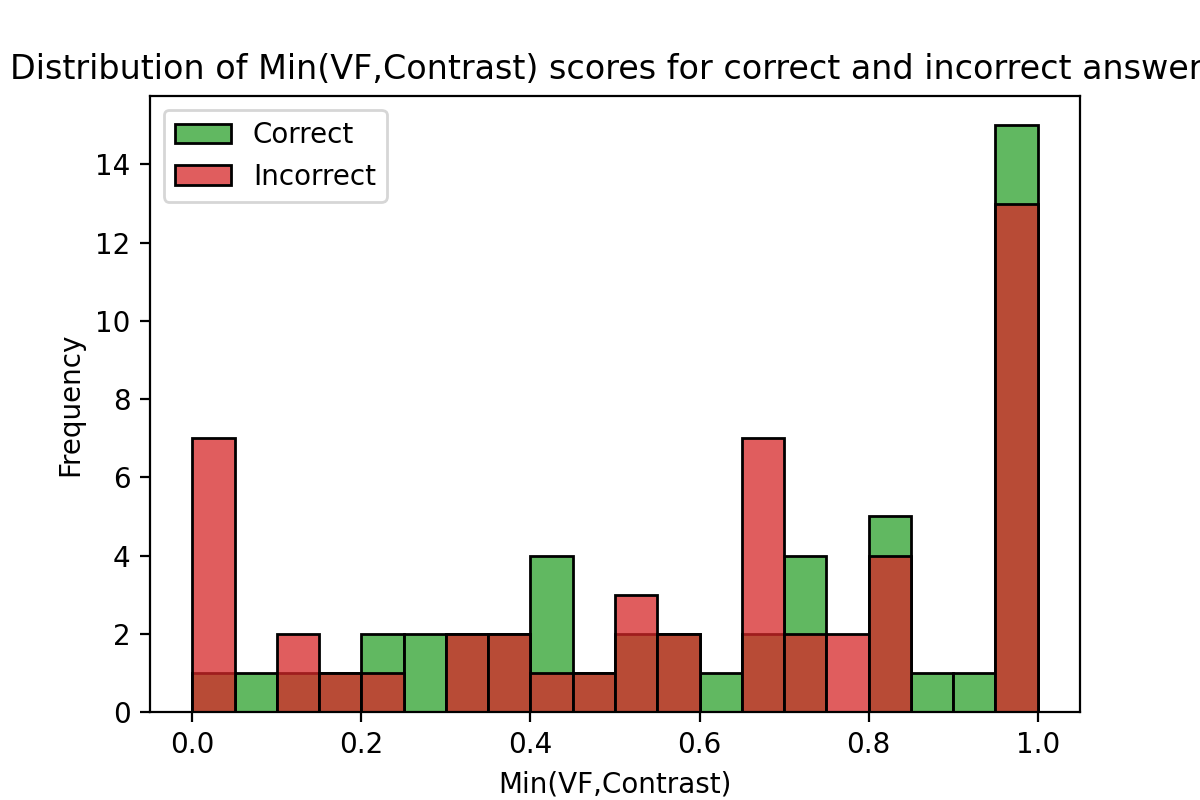 Distribution of Min(VF,Contrast) scores for correct and incorrect answer
Correct
Incorrect
Frequency
14
12
10
8
6
4
2
0
0.0 0.2 0.4 0.6 0.8 1.0
Min(VF,Contrast)